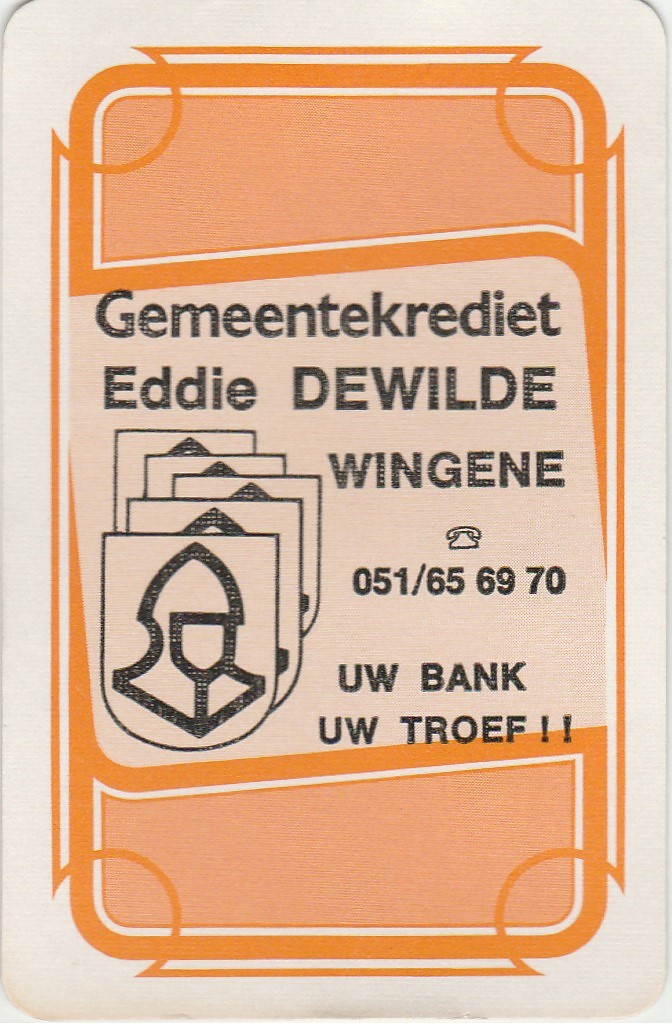 Gemeentekrediet
Eddie DEWILDE
WINGENE
051/65 69 70
UW BANK
UW TROEF!!